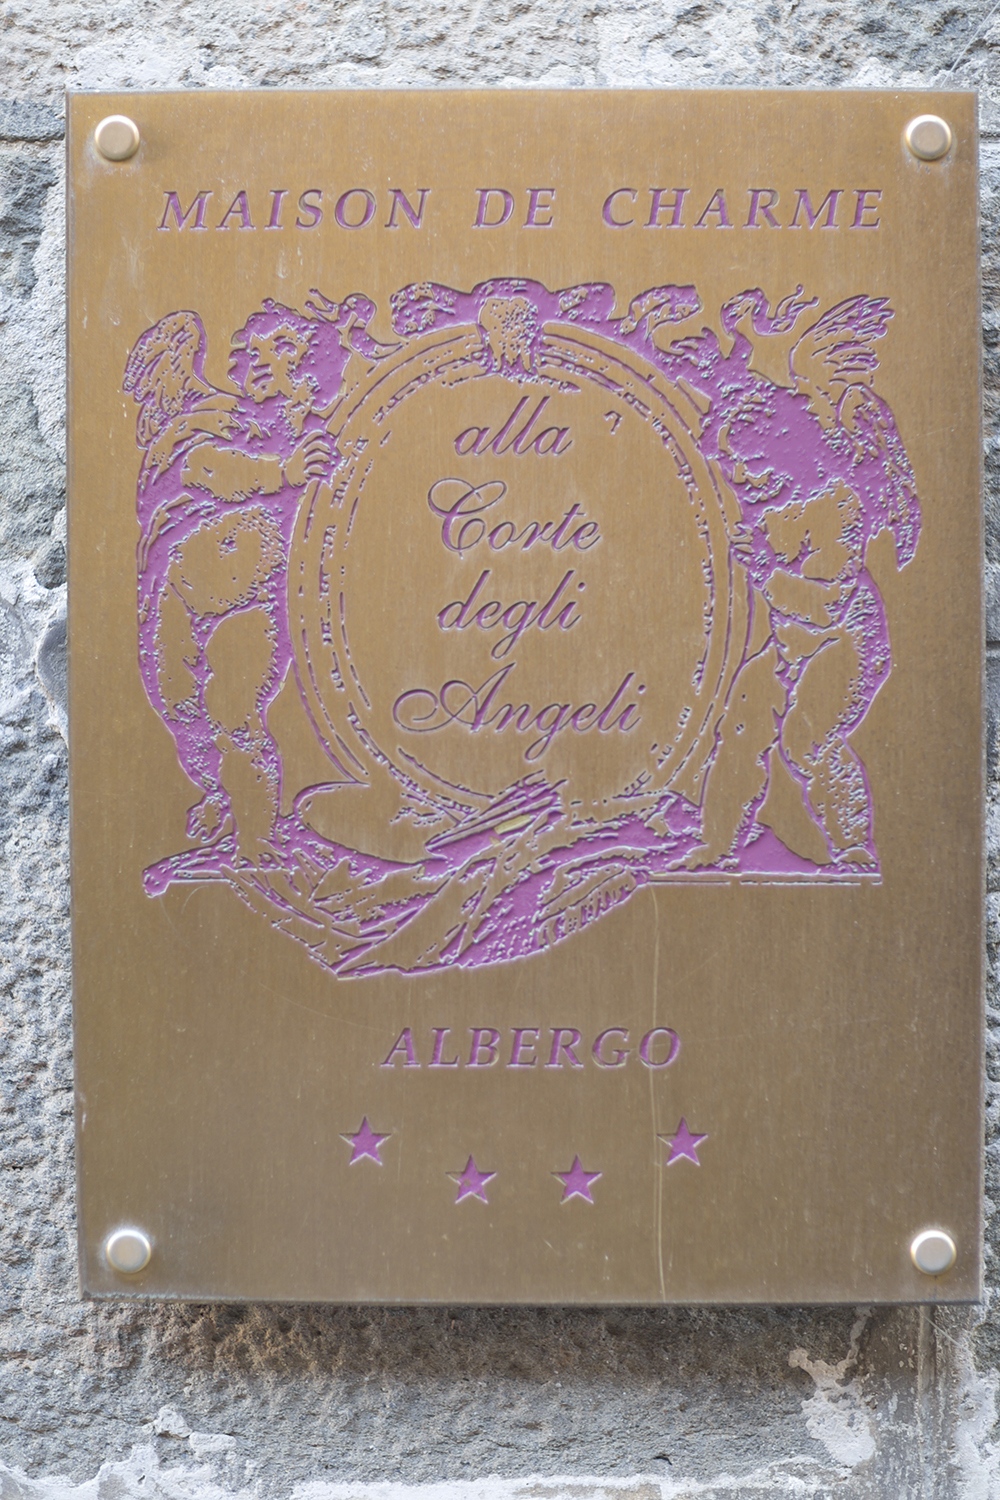 MAISON DE CHARME
alla
Corte
degli
Angeli
ALBERGO